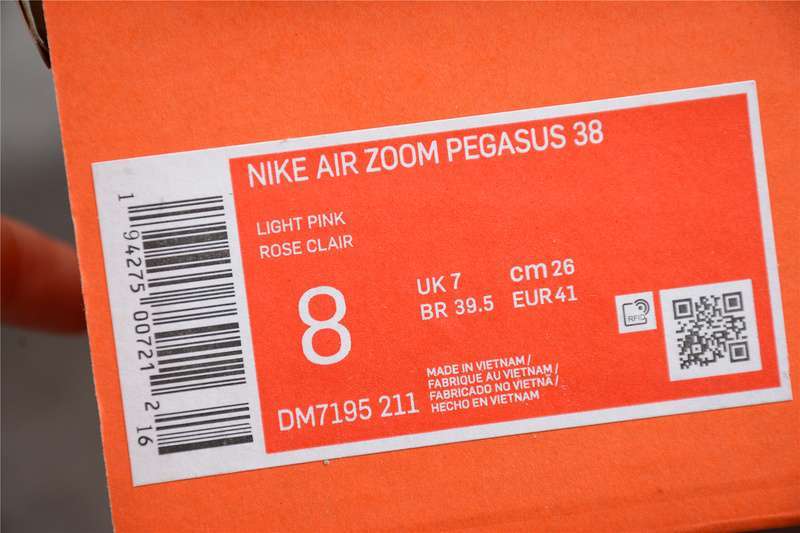 NIKE AIR ZOOM PEGASUS 38
LIGHT PINK
ROSE CLAIR
8
UK 7
cm 26
BR 39.5
EUR 41
RFID
DM7195 211
MADE IN VIETNAM /
FABRIQUE AU VIETNAM /
FABRICADO NO VIETNÃ /
HECHO EN VIETNAM
1 94275 00721 2 16